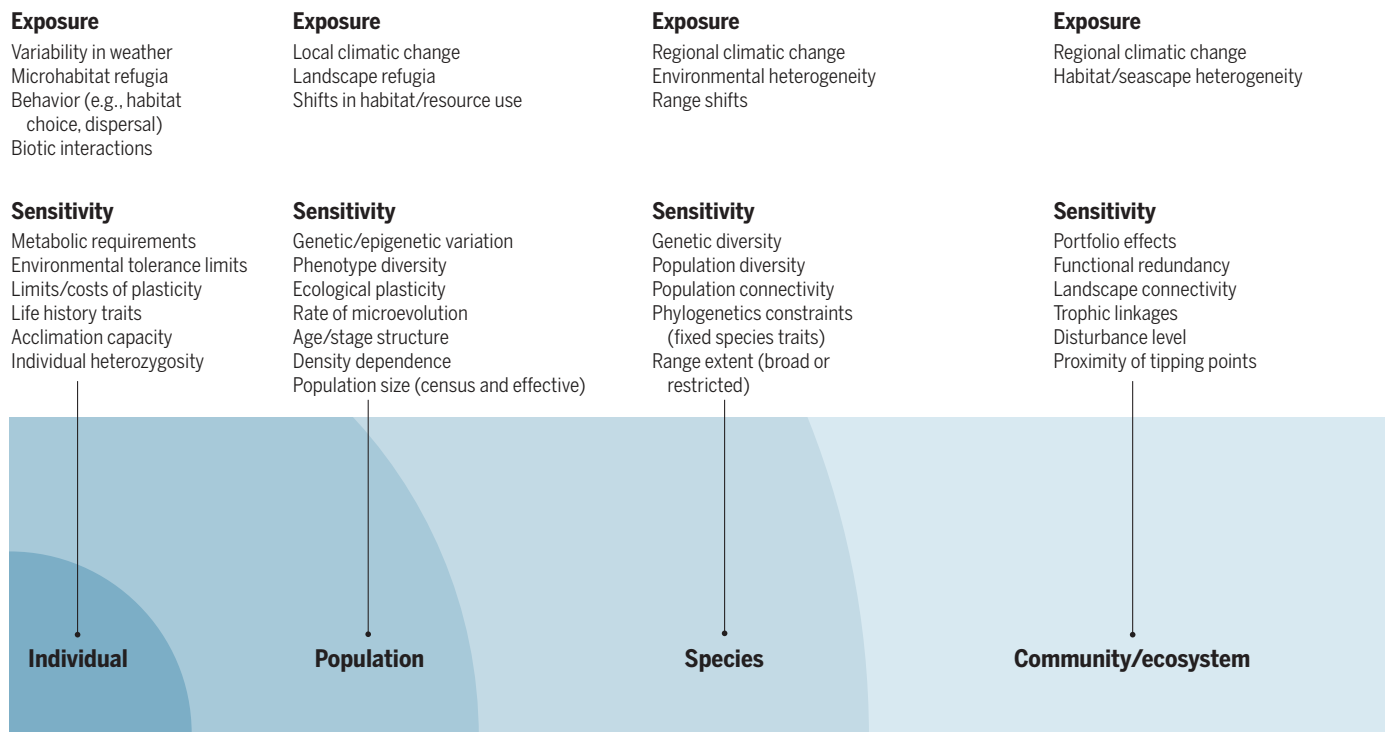 Exposure
Variability in weather
Microhabitat refugia
Behavior (e.g., habitat
choice, dispersal)
Biotic interactions
Exposure
Local climatic change
Landscape refugia
Shifts in habitat/resource use
Exposure
Regional climatic change
Environmental heterogeneity
Range shifts
Exposure
Regional climatic change
Habitat/seascape heterogeneity
Sensitivity
Metabolic requirements
Environmental tolerance limits
Limits/costs of plasticity
Life history traits
Acclimation capacity
Individual heterozygosity
Sensitivity
Genetic/epigenetic variation
Phenotype diversity
Ecological plasticity
Rate of microevolution
Age/stage structure
Density dependence
Population size (census and effective)
Sensitivity
Genetic diversity
Population diversity
Population connectivity
Phylogenetics constraints
(fixed species traits)
Range extent (broad or
restricted)
Sensitivity
Portfolio effects
Functional redundancy
Landscape connectivity
Trophic linkages
Disturbance level
Proximity of tipping points
Individual
Population
Species
Community/ecosystem